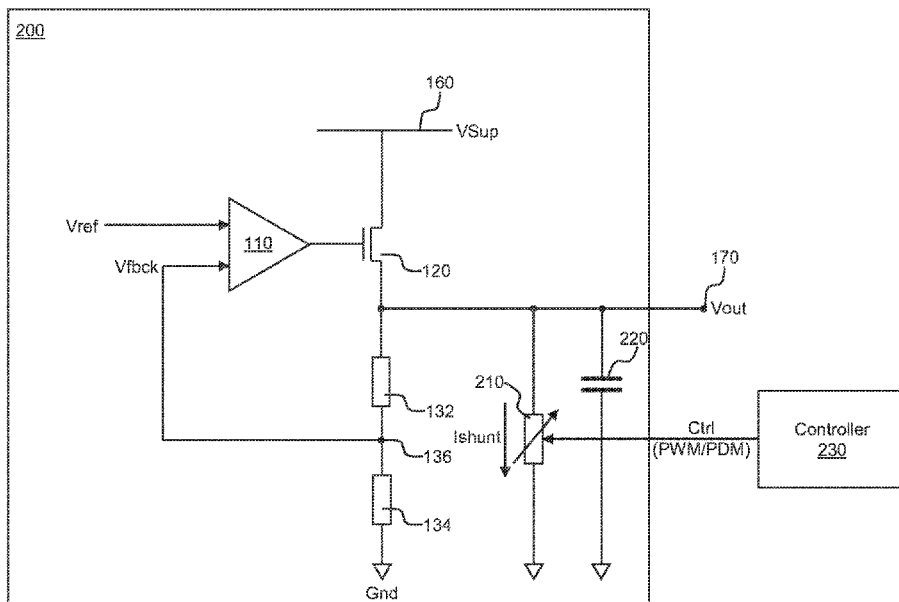 200
160
VSup
Vref
110
Vfbck
120
170
Vout
220
210
132
Ishunt
Ctrl
(PWM/PDM)
Controller
230
136
134
Gnd